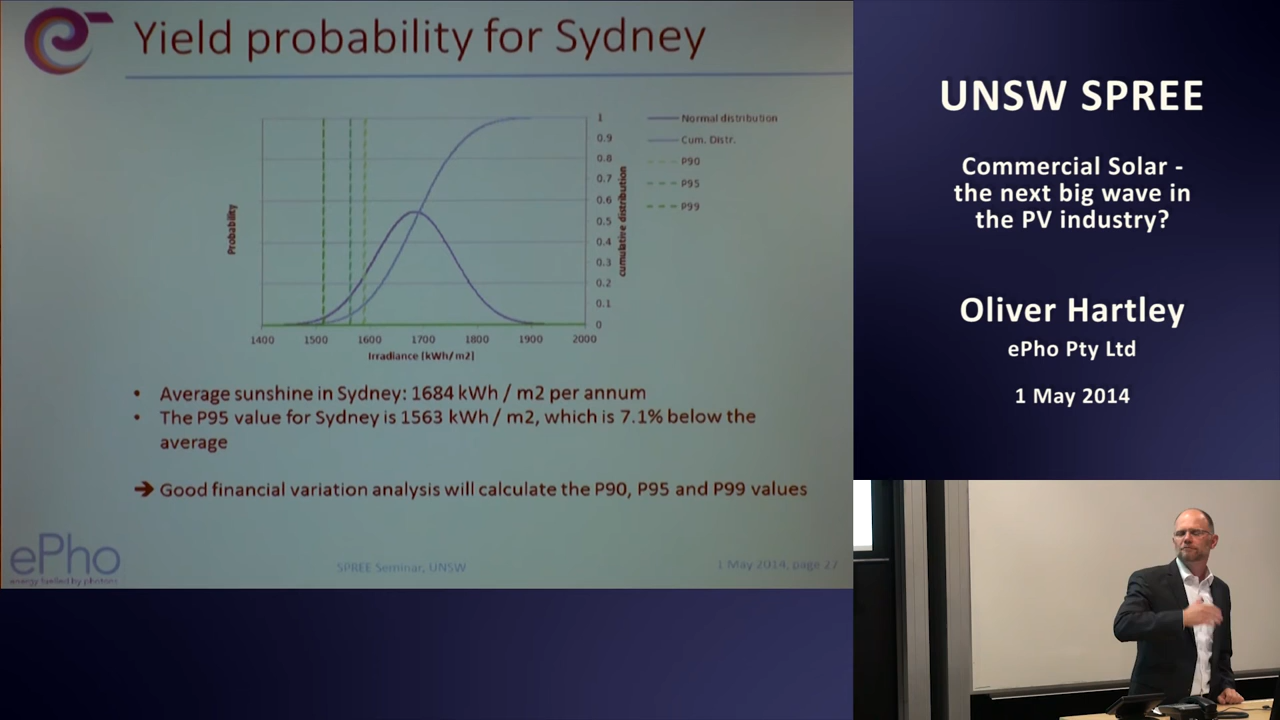 Yield probability for Sydney
Normal distribution
Cum. Distr.
P90
P95
P99
Probability
cumulative distribution
1
0.9
0.8
0.7
0.6
0.5
0.4
0.3
0.2
0.1
0
1400 1500 1600 1700 1800 1900 2000
Irradiance [kWh/m2]
• Average sunshine in Sydney: 1684 kWh / m2 per annum
• The P95 value for Sydney is 1563 kWh / m2, which is 7.1% below the
average
➔ Good financial variation analysis will calculate the P90, P95 and P99 values
ePho
energy fuelled by photons
SPREE Seminar, UNSW
1 May 2014, page 27
UNSW SPREE
Commercial Solar -
the next big wave in
the PV industry?
Oliver Hartley
ePho Pty Ltd
1 May 2014